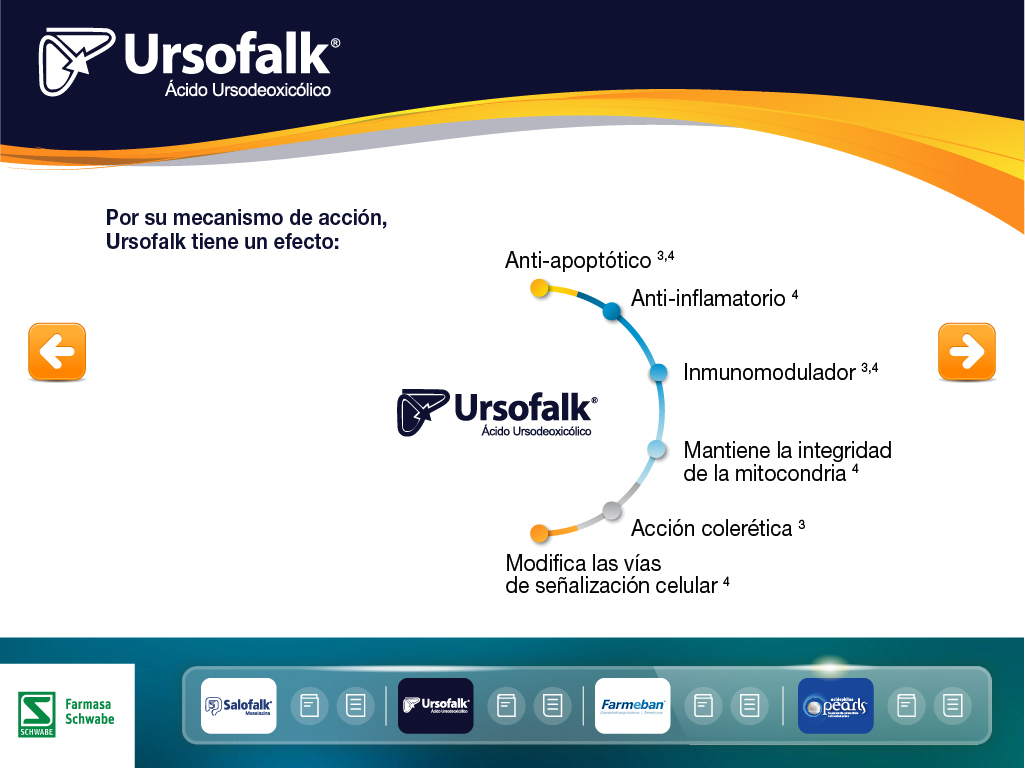 Ursofalk®
Ácido Ursodeoxicólico
Por su mecanismo de acción,
Ursofalk tiene un efecto:
Anti-apoptótico 3,4
Anti-inflamatorio 4
Inmunomodulador 3,4
Ursofalk®
Ácido Ursodeoxicólico
Mantiene la integridad
de la mitocondria 4
Acción colerética 3
Modifica las vías
de señalización celular 4
SCHWABE
Farmasa
Schwabe
Salofalk®
Mesalazina
Ursofalk®
Ácido Ursodeoxicólico
Farmeban®
acidophilus
pearls